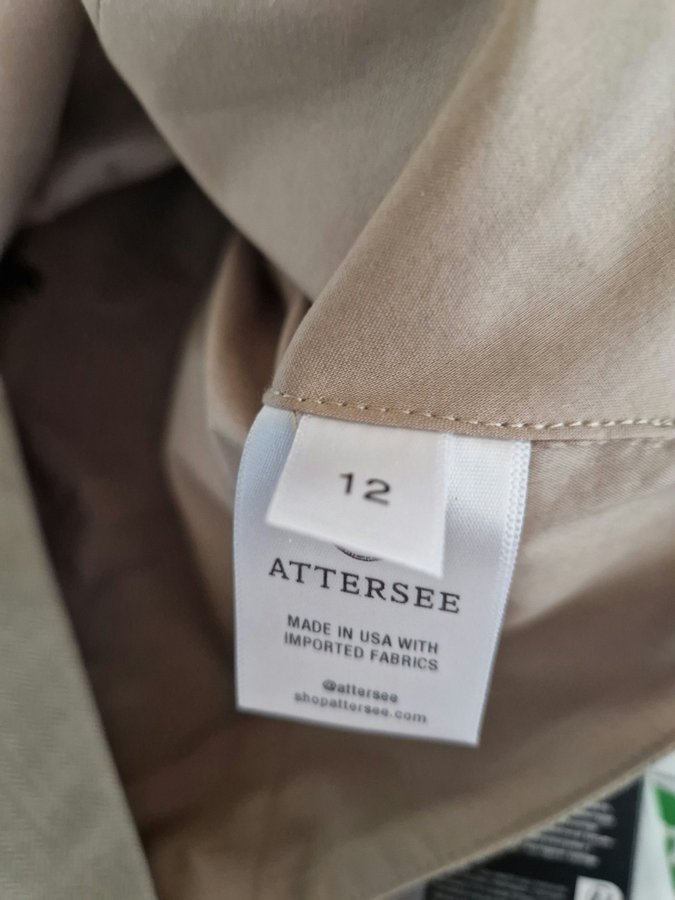 12
ATTERSEE
MADE IN USA WITH
IMPORTED FABRICS
@attersee
shopattersee.com